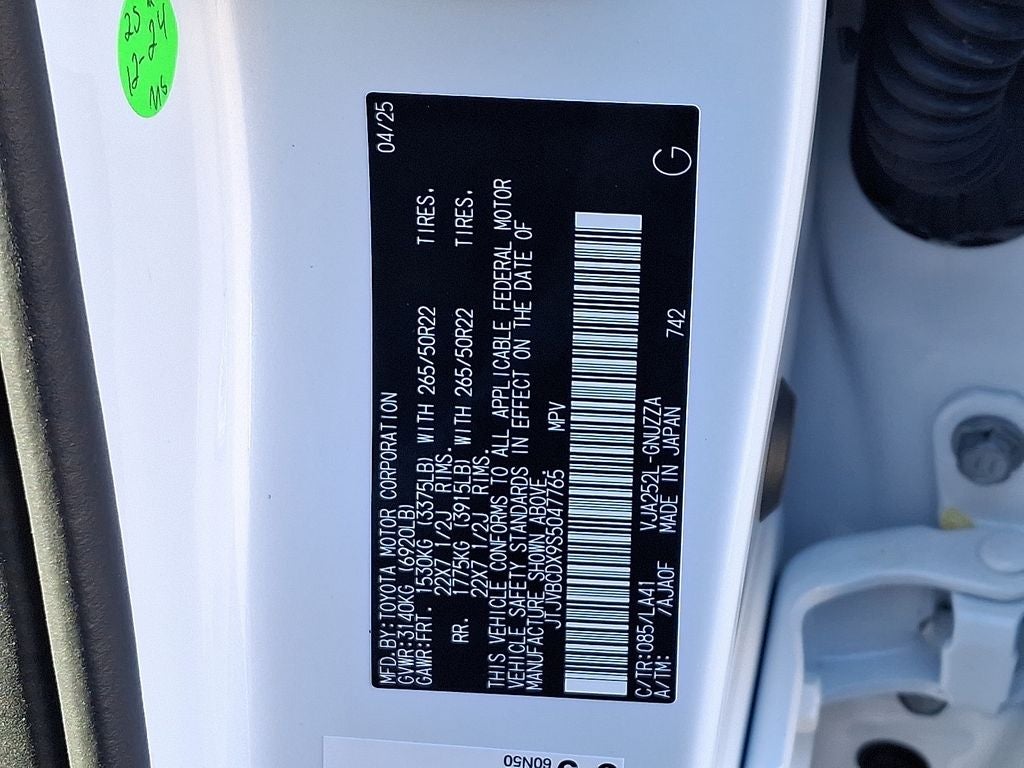 MFD.BY:TOYOTA MOTOR CORPORATION 04/25
GVWR:3140KG (6920LB)
GAWR:FRT. 1530KG (3375LB) WITH 265/50R22 TIRES.
22X7 1/2J RIMS.
RR. 1775KG (3915LB) WITH 265/50R22 TIRES.
22X7 1/2J RIMS.
THIS VEHICLE CONFORMS TO ALL APPLICABLE FEDERAL MOTOR
VEHICLE SAFETY STANDARDS IN EFFECT ON THE DATE OF
MANUFACTURE SHOWN ABOVE.
JTJVBCDX9S5047765 MPV
C/TR:085/LA41 VJA252L-GNUZZA G
A/TM: 7AJA0F MADE IN JAPAN 742
25
12-24
60N50